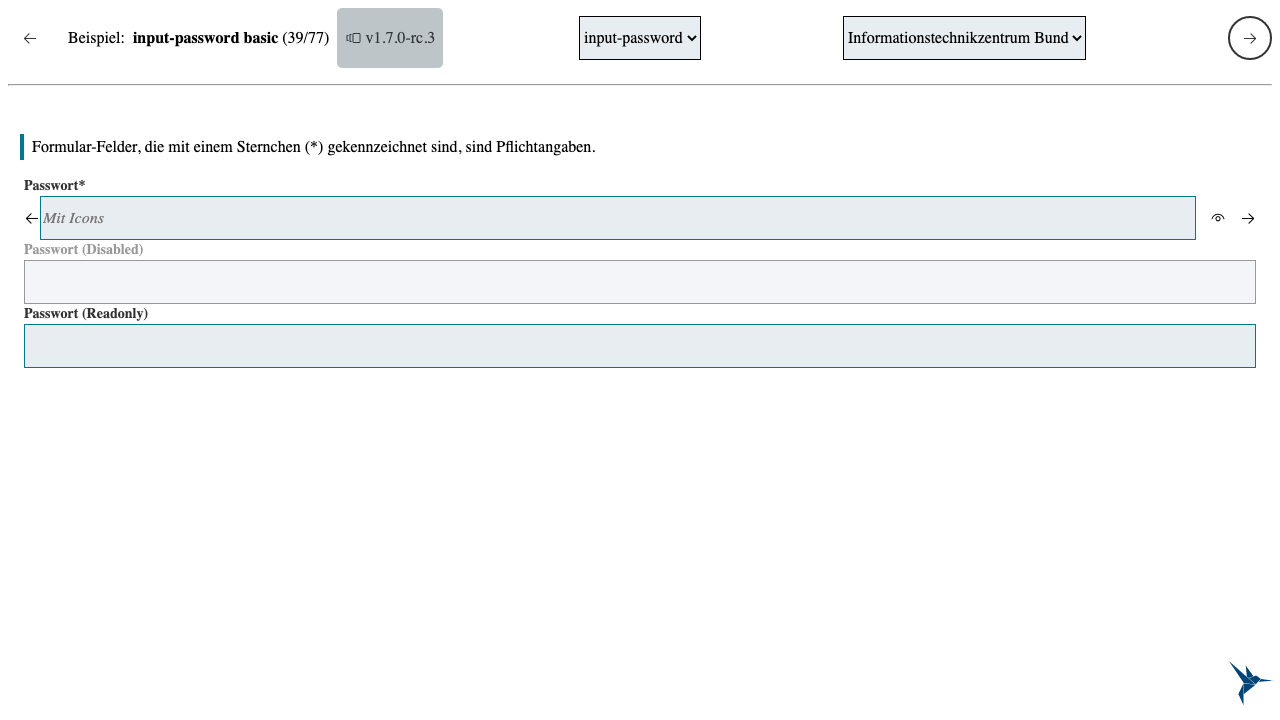 Beispiel: input-password basic (39/77) v1.7.0-rc.3 input-password Informationstechnikzentrum Bund
Formular-Felder, die mit einem Sternchen (*) gekennzeichnet sind, sind Pflichtangaben.
Passwort*
Mit Icons
Passwort (Disabled)
Passwort (Readonly)